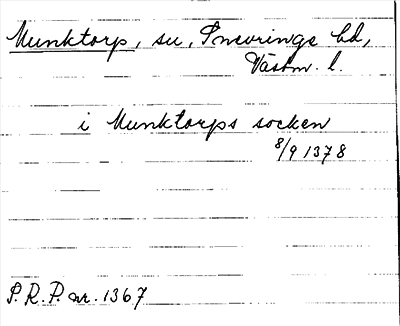 Munktorp, sn, Snevringe hd,
Västm. l.
i Munktorps socken
8/9 1378
P.R.P. nr. 1367